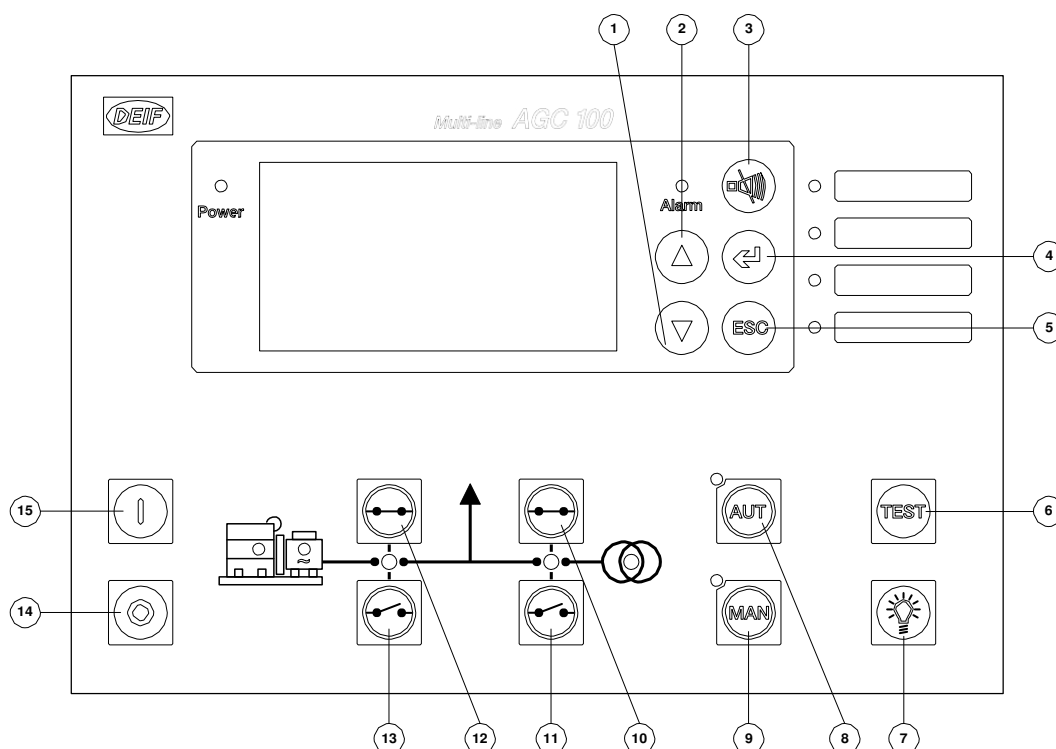 1 2 3
DEIF
Multi-line AGC 100
Power
Alarm
4
ESC
5
15
AUT
TEST
6
~
14
MAN
13 12 11 10 9 8 7